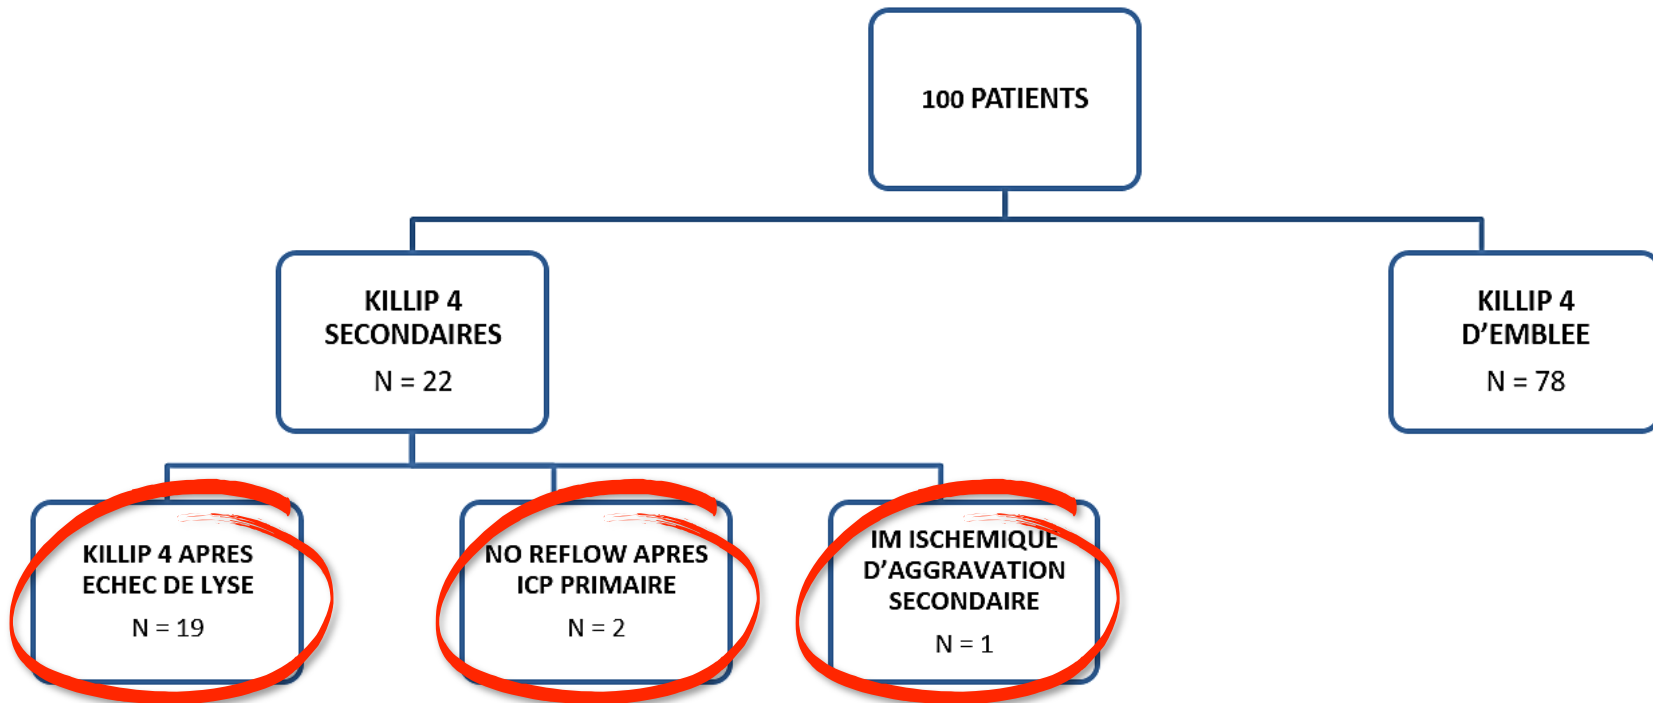 100 PATIENTS
KILLIP 4
SECONDAIRES
N = 22
KILLIP 4
D’EMBLEE
N = 78
KILLIP 4 APRES
ECHEC DE LYSE
N = 19
NO REFLOW APRES
ICP PRIMAIRE
N = 2
IM ISCHEMIQUE
D’AGGRAVATION
SECONDAIRE
N = 1